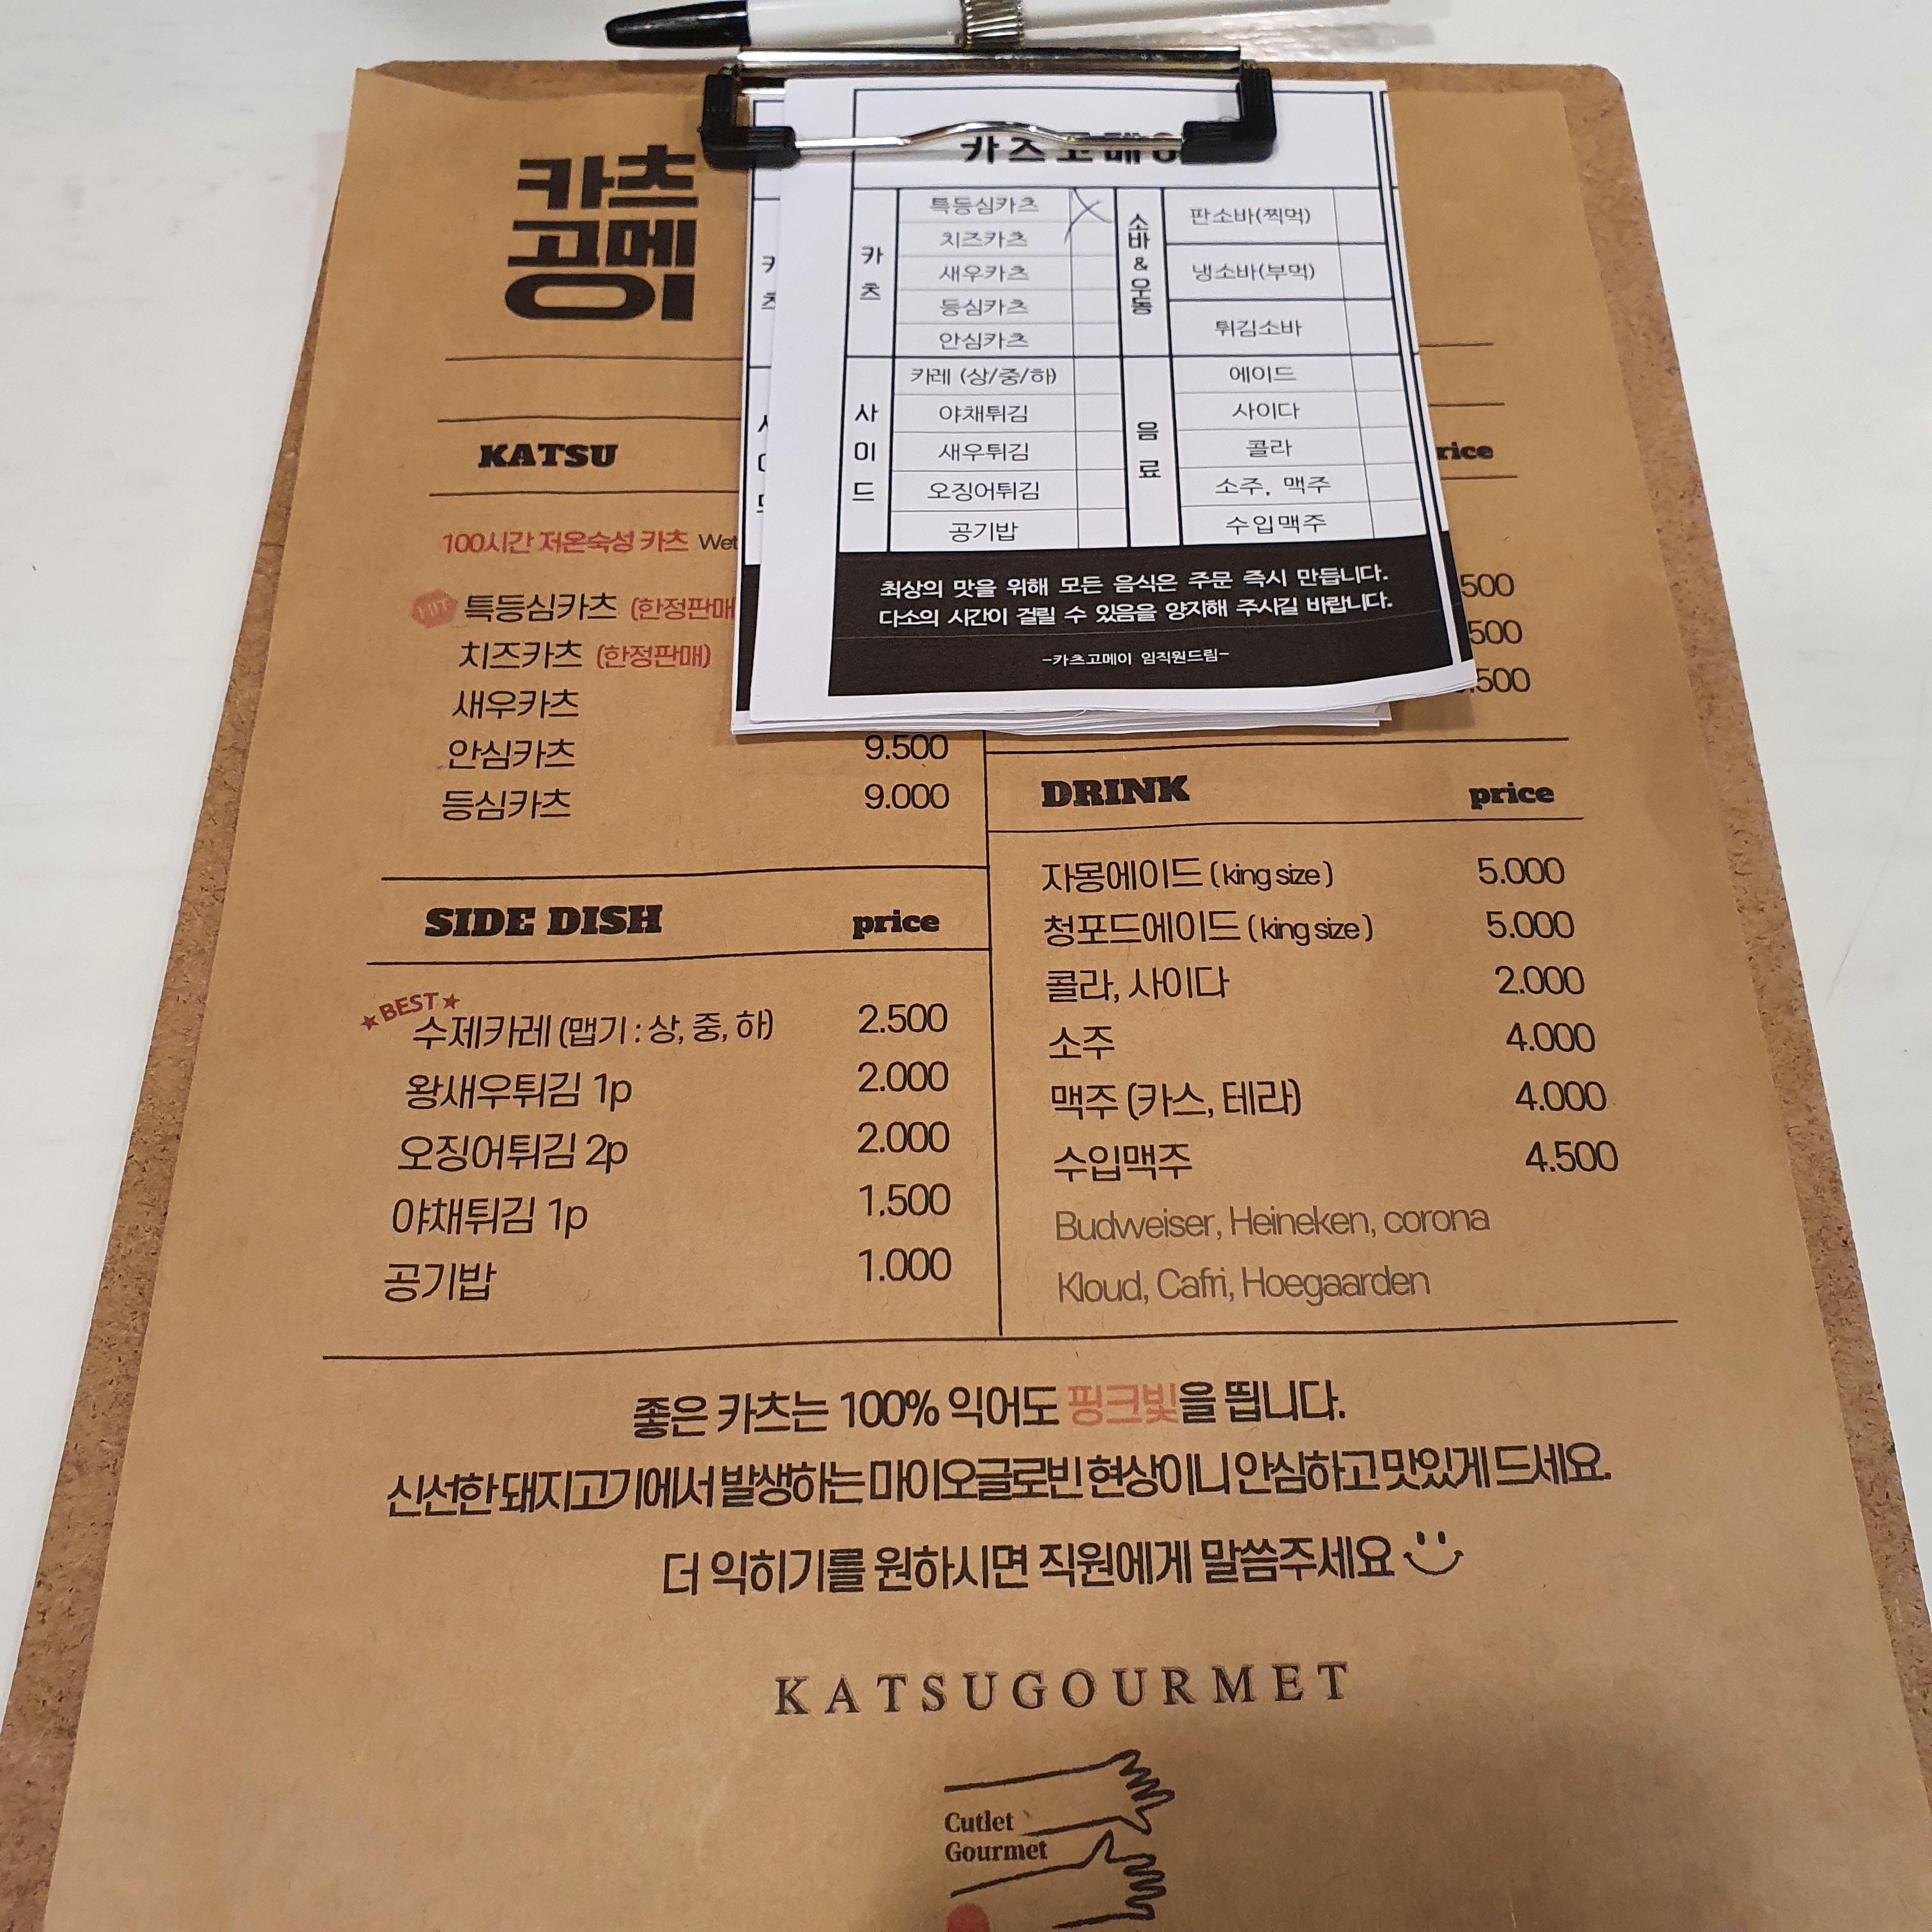 카츠
고메이
카츠고메이
카츠
특등심카츠
치즈카츠
새우카츠
등심카츠
안심카츠
소바&우동
판소바(찍먹)
냉소바(부먹)
튀김소바
사이드
카레 (상/중/하)
야채튀김
새우튀김
오징어튀김
공기밥
음료
에이드
사이다
콜라
소주, 맥주
수입맥주
최상의 맛을 위해 모든 음식은 주문 즉시 만듭니다.
다소의 시간이 걸릴 수 있음을 양지해 주시길 바랍니다.
-카츠고메이 임직원드림-
KATSU
100시간 저온숙성 카츠 Wet
HIT 특등심카츠 (한정판매
치즈카츠 (한정판매)
새우카츠
안심카츠 9.500
등심카츠 9.000
rice
500
500
.500
SIDE DISH price
★BEST★
수제카레 (맵기 : 상, 중, 하) 2.500
왕새우튀김 1p 2.000
오징어튀김 2p 2.000
야채튀김 1p 1.500
공기밥 1.000
DRINK price
자몽에이드 ( king size ) 5.000
청포드에이드 ( king size ) 5.000
콜라, 사이다 2.000
소주 4.000
맥주 (카스, 테라) 4.000
수입맥주 4.500
Budweiser, Heineken, corona
Kloud, Cafri, Hoegaarden
좋은 카츠는 100% 익어도 핑크빛을 띕니다.
신선한 돼지고기에서 발생하는 마이오글로빈 현상이니 안심하고 맛있게 드세요.
더 익히기를 원하시면 직원에게 말씀주세요
KATSUGOURMET
Cutlet
Gourmet